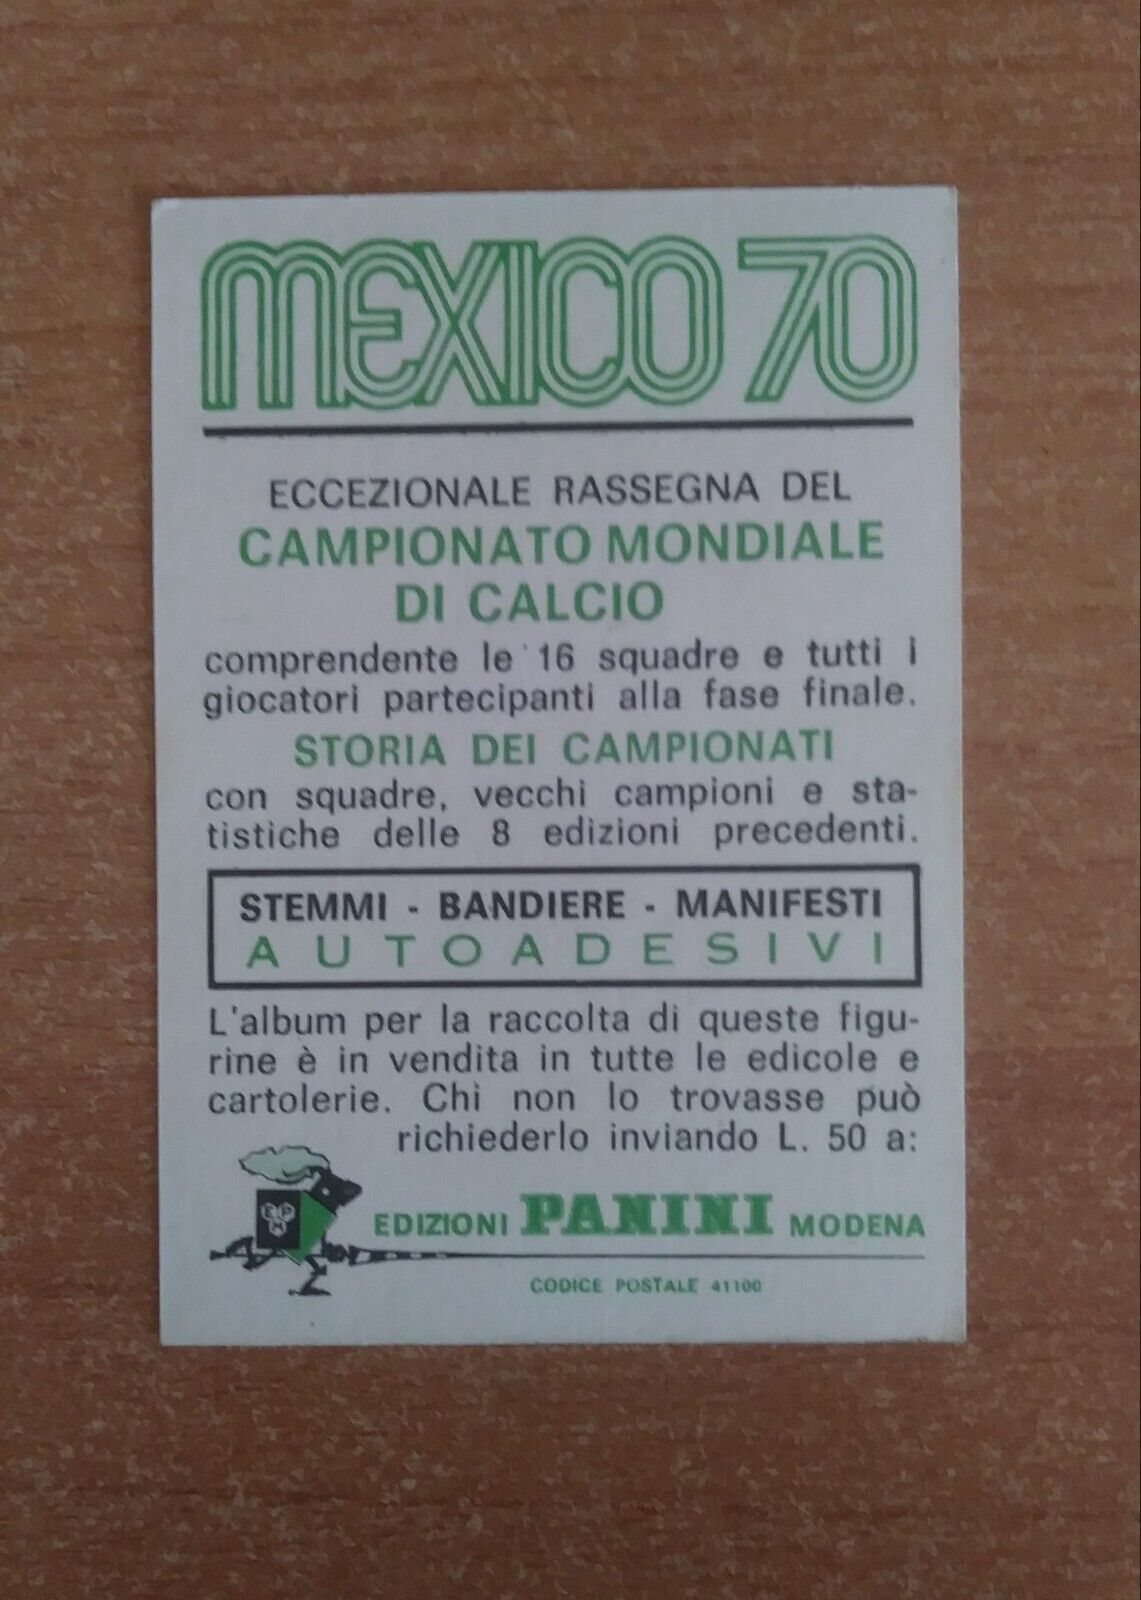 MEXICO 70
ECCEZIONALE RASSEGNA DEL
CAMPIONATO MONDIALE
DI CALCIO
comprendente le 16 squadre e tutti i
giocatori partecipanti alla fase finale.
STORIA DEI CAMPIONATI
con squadre, vecchi campioni e sta-
tistiche delle 8 edizioni precedenti.
STEMMI - BANDIERE - MANIFESTI
AUTOADESIVI
L'album per la raccolta di queste figu-
rine è in vendita in tutte le edicole e
cartolerie. Chi non lo trovasse può
richiederlo inviando L. 50 a:
EDIZIONI PANINI MODENA
CODICE POSTALE 41100